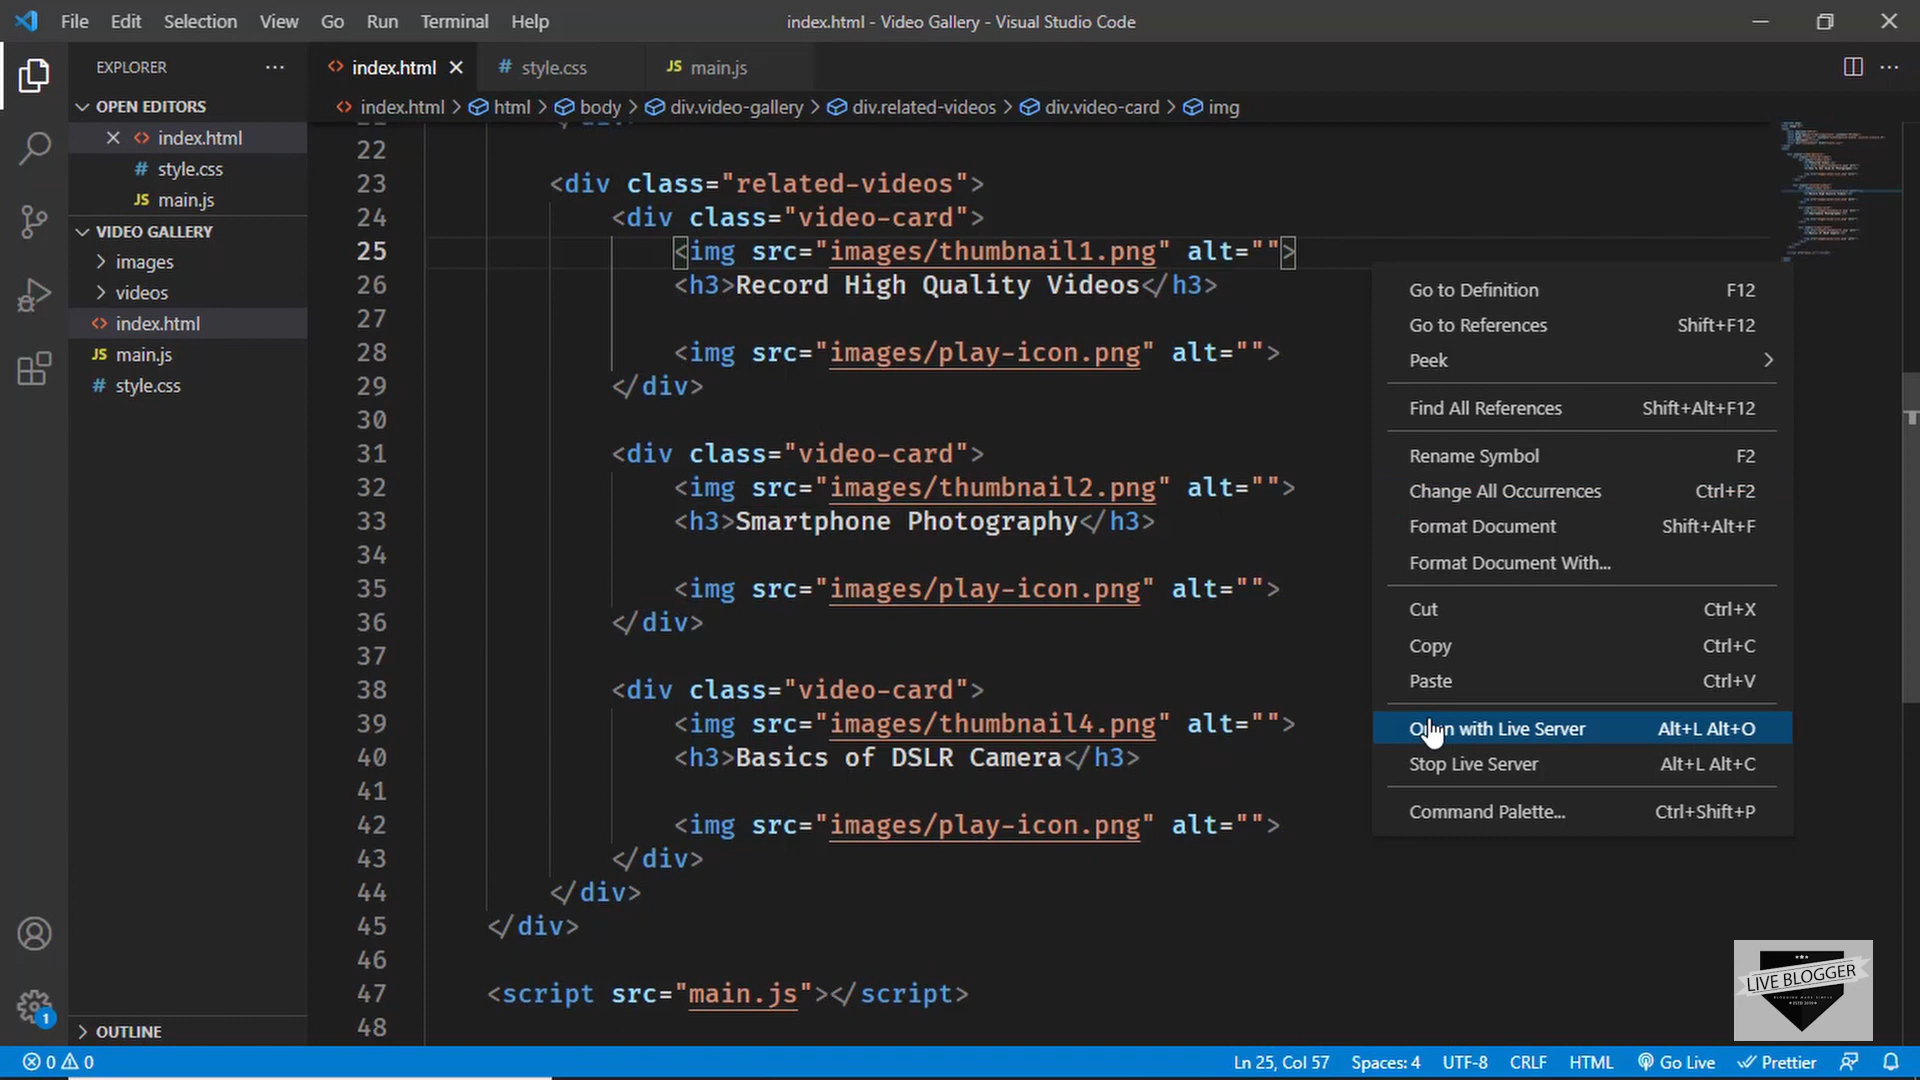 File Edit Selection View Go Run Terminal Help
index.html - Video Gallery - Visual Studio Code
EXPLORER
OPEN EDITORS
index.html
style.css
JS main.js
VIDEO GALLERY
images
videos
index.html
JS main.js
# style.css
OUTLINE
index.html
# style.css
JS main.js
index.html > html > body > div.video-gallery > div.related-videos > div.video-card > img
22
23 <div class="related-videos">
24 <div class="video-card">
25 <img src="images/thumbnail1.png" alt="">
26 <h3>Record High Quality Videos</h3>
27
28 <img src="images/play-icon.png" alt="">
29 </div>
30
31 <div class="video-card">
32 <img src="images/thumbnail2.png" alt="">
33 <h3>Smartphone Photography</h3>
34
35 <img src="images/play-icon.png" alt="">
36 </div>
37
38 <div class="video-card">
39 <img src="images/thumbnail4.png" alt="">
40 <h3>Basics of DSLR Camera</h3>
41
42 <img src="images/play-icon.png" alt="">
43 </div>
44 </div>
45 </div>
46
47 <script src="main.js"></script>
48
Go to Definition F12
Go to References Shift+F12
Peek
Find All References Shift+Alt+F12
Rename Symbol F2
Change All Occurrences Ctrl+F2
Format Document Shift+Alt+F
Format Document With...
Cut Ctrl+X
Copy Ctrl+C
Paste Ctrl+V
Open with Live Server Alt+L Alt+O
Stop Live Server Alt+L Alt+C
Command Palette... Ctrl+Shift+P
LIVE BLOGGER
1
0 0
Ln 25, Col 57 Spaces: 4 UTF-8 CRLF HTML Go Live Prettier